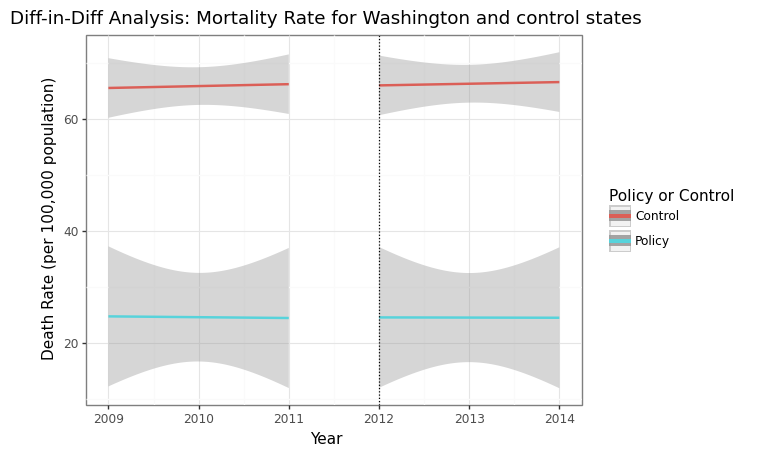 Diff-in-Diff Analysis: Mortality Rate for Washington and control states
Death Rate (per 100,000 population)
60
40
20
2009 2010 2011 2012 2013 2014
Year
Policy or Control
Control
Policy